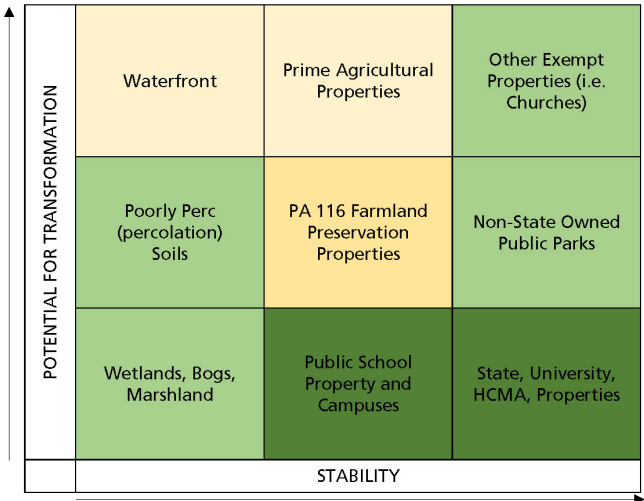 POTENTIAL FOR TRANSFORMATION
Waterfront
Prime Agricultural
Properties
Other Exempt
Properties (i.e.
Churches)
Poorly Perc
(percolation)
Soils
PA 116 Farmland
Preservation
Properties
Non-State Owned
Public Parks
Wetlands, Bogs,
Marshland
Public School
Property and
Campuses
State, University,
HCMA, Properties
STABILITY